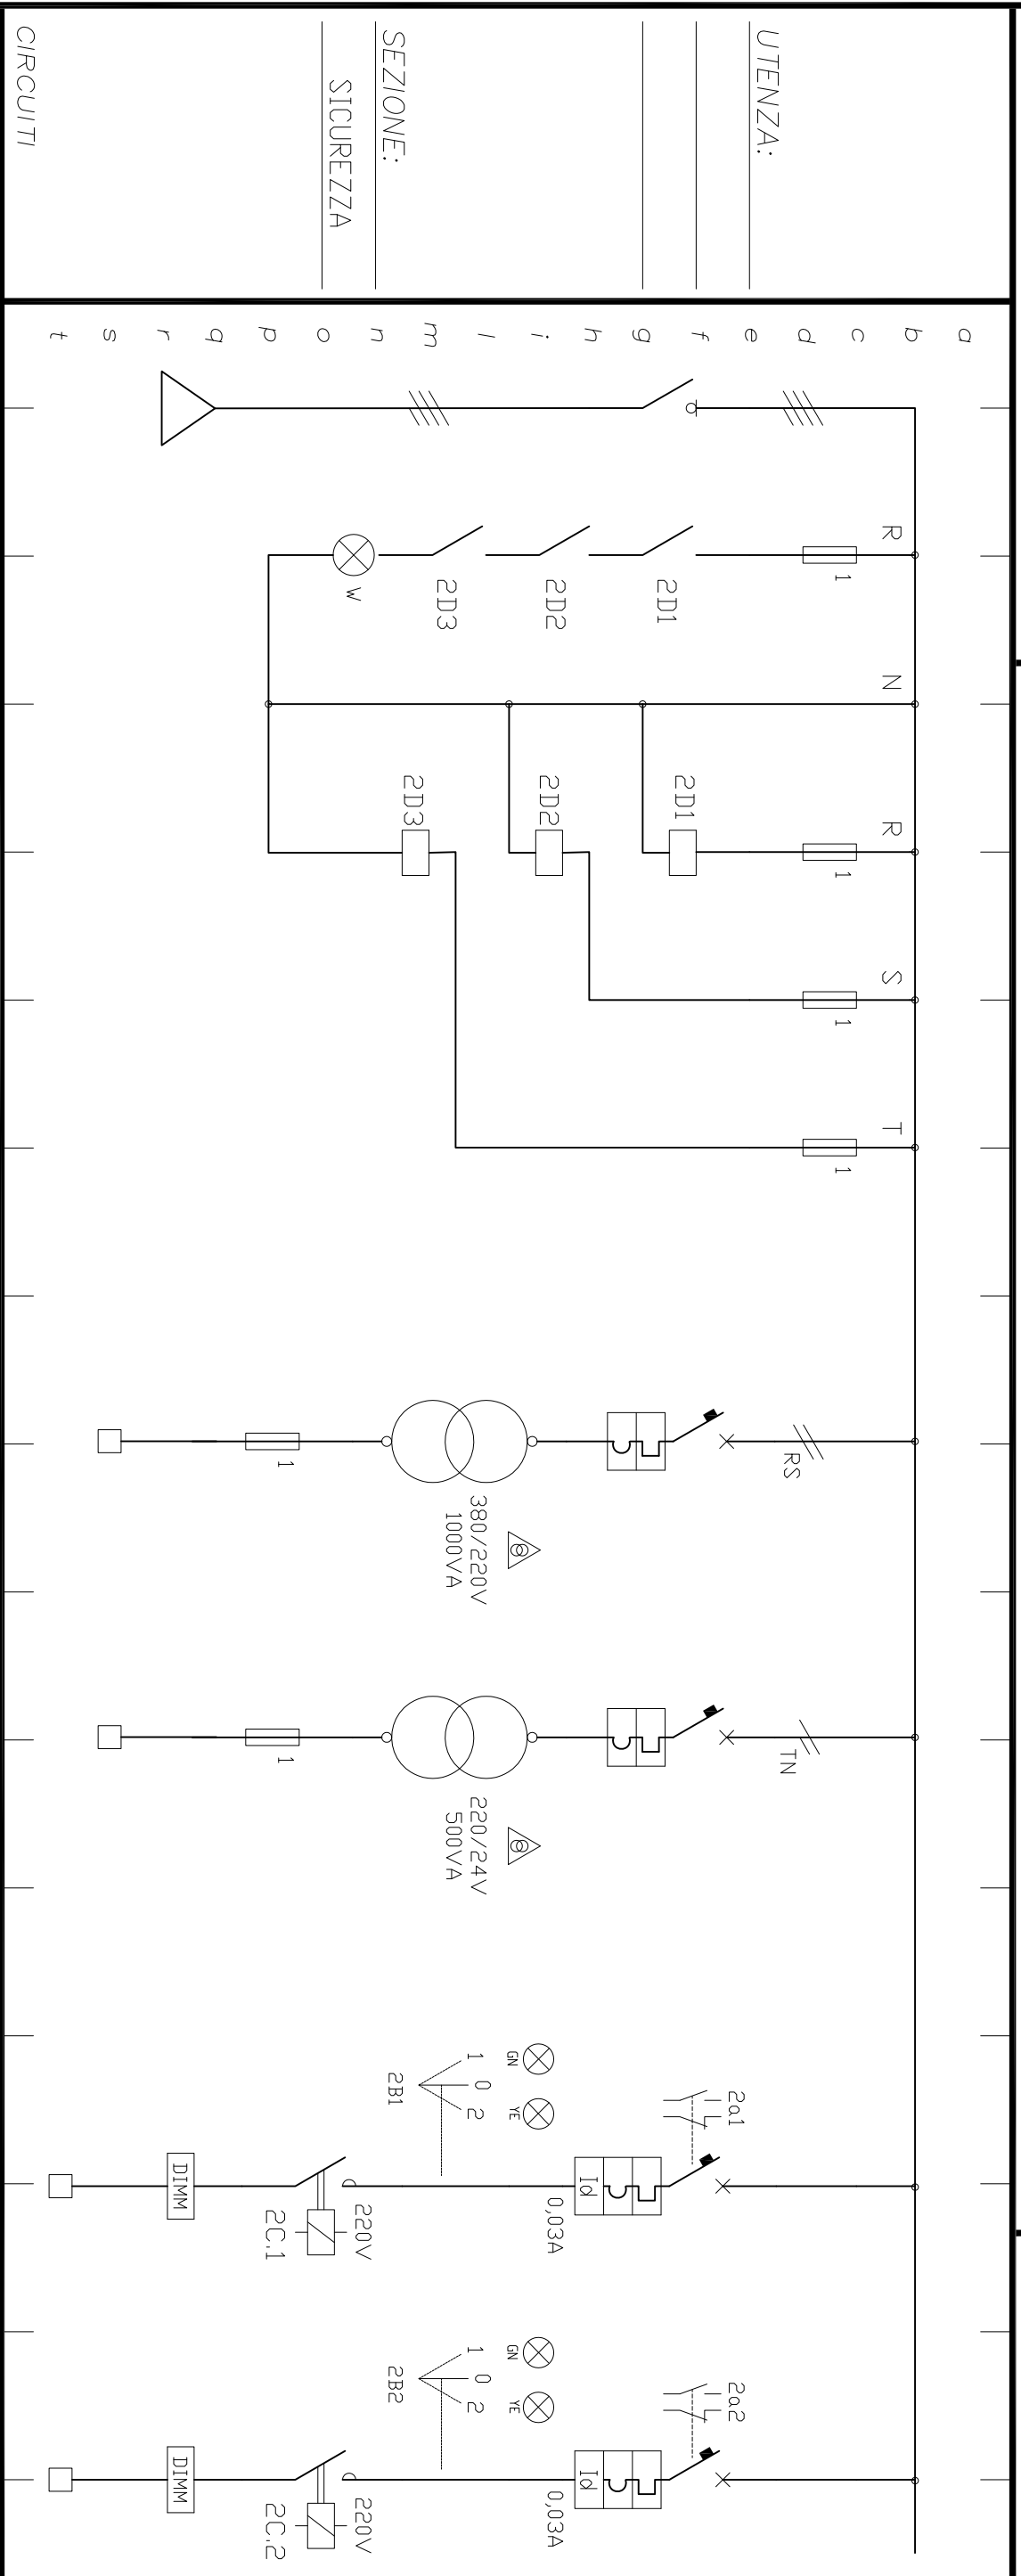 UTENZA:
SEZIONE:
SICUREZZA
CIRCUITI
a
b
c
d
e
f
g
h
i
l
m
n
o
p
q
r
s
t
R
1
2D1
2D2
2D3
W
N
R
1
2D1
2D2
2D3
S
1
T
1
RS
380/220V
1000VA
1
TN
220/24V
500VA
1
2a1
Id
0,03A
GN
YE
1 0 2
2B1
220V
2C.1
DIMM
2a2
Id
0,03A
GN
YE
1 0 2
2B2
220V
2C.2
DIMM